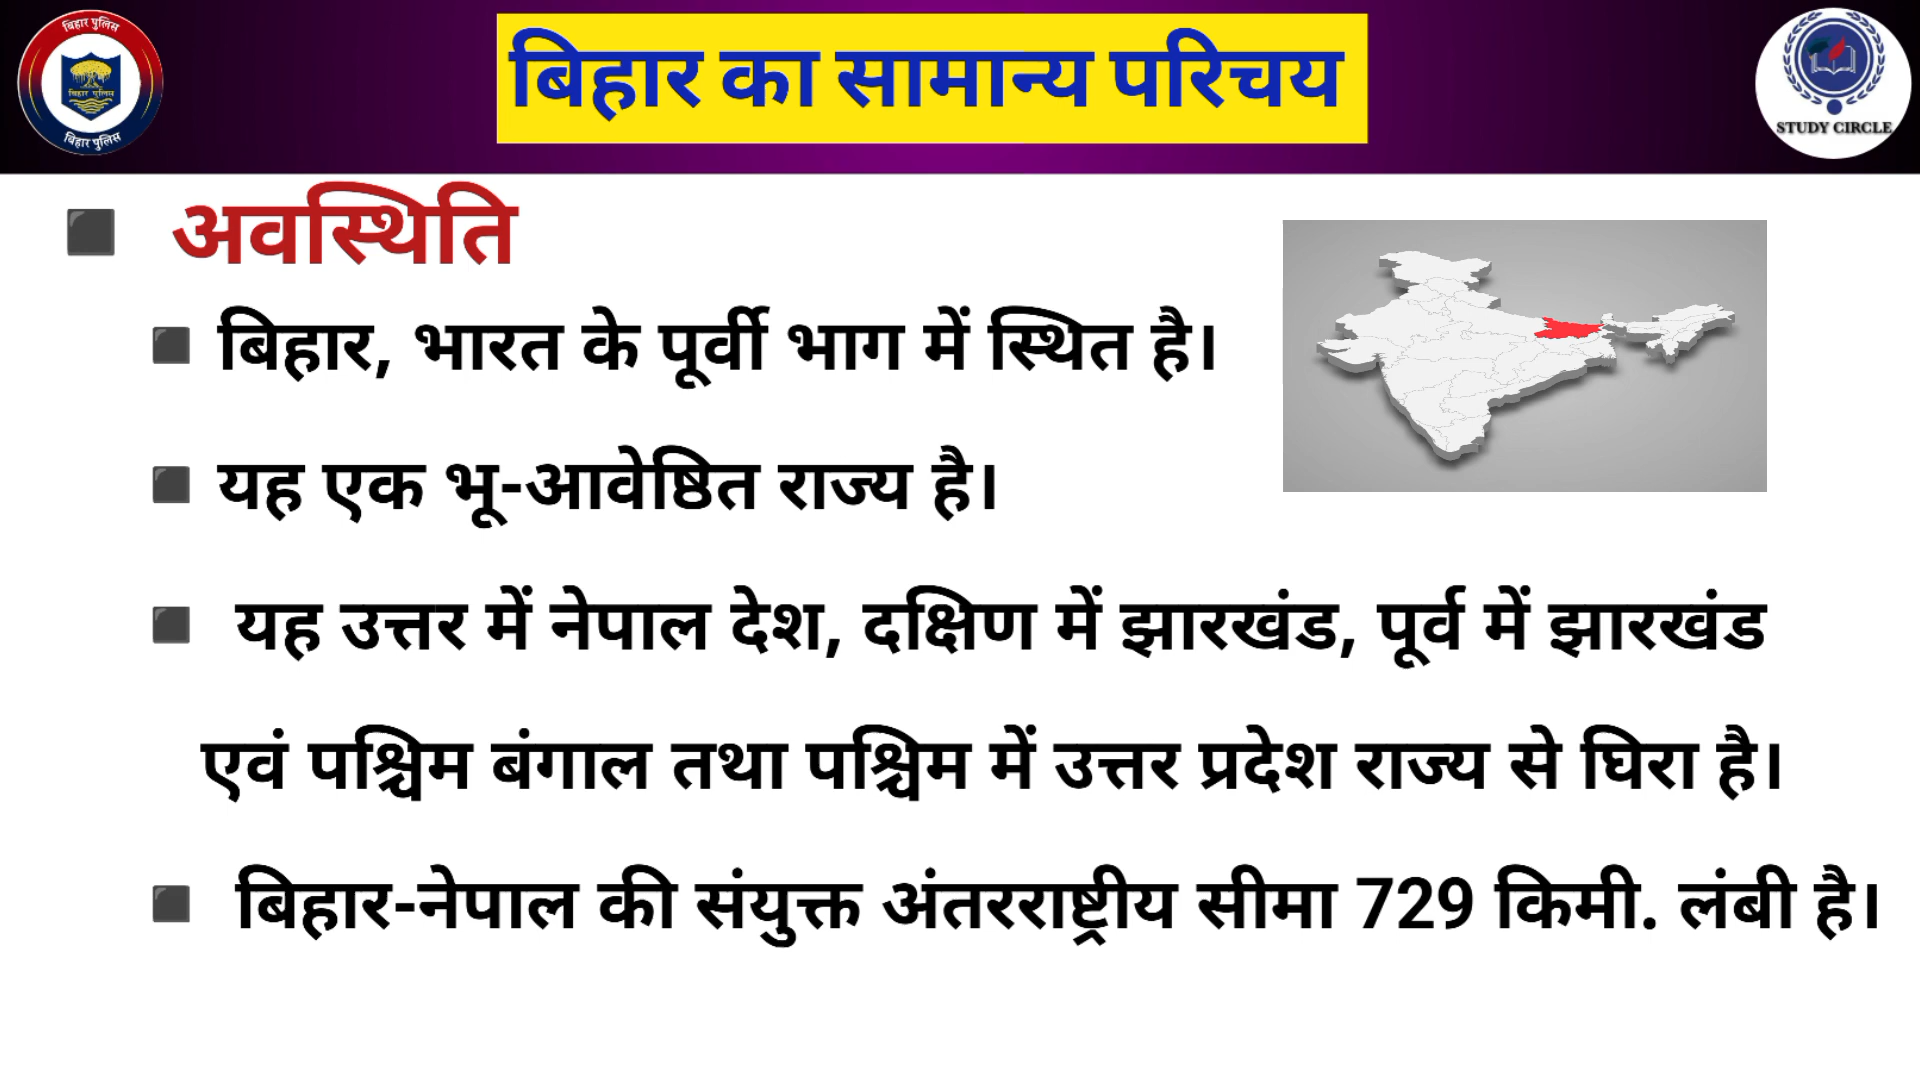 बिहार पुलिस
बिहार पुलिस
बिहार पुलिस
बिहार का सामान्य परिचय
STUDY CIRCLE
अवस्थिति
बिहार, भारत के पूर्वी भाग में स्थित है।
यह एक भू-आवेष्ठित राज्य है।
यह उत्तर में नेपाल देश, दक्षिण में झारखंड, पूर्व में झारखंड
एवं पश्चिम बंगाल तथा पश्चिम में उत्तर प्रदेश राज्य से घिरा है।
बिहार-नेपाल की संयुक्त अंतरराष्ट्रीय सीमा 729 किमी. लंबी है।